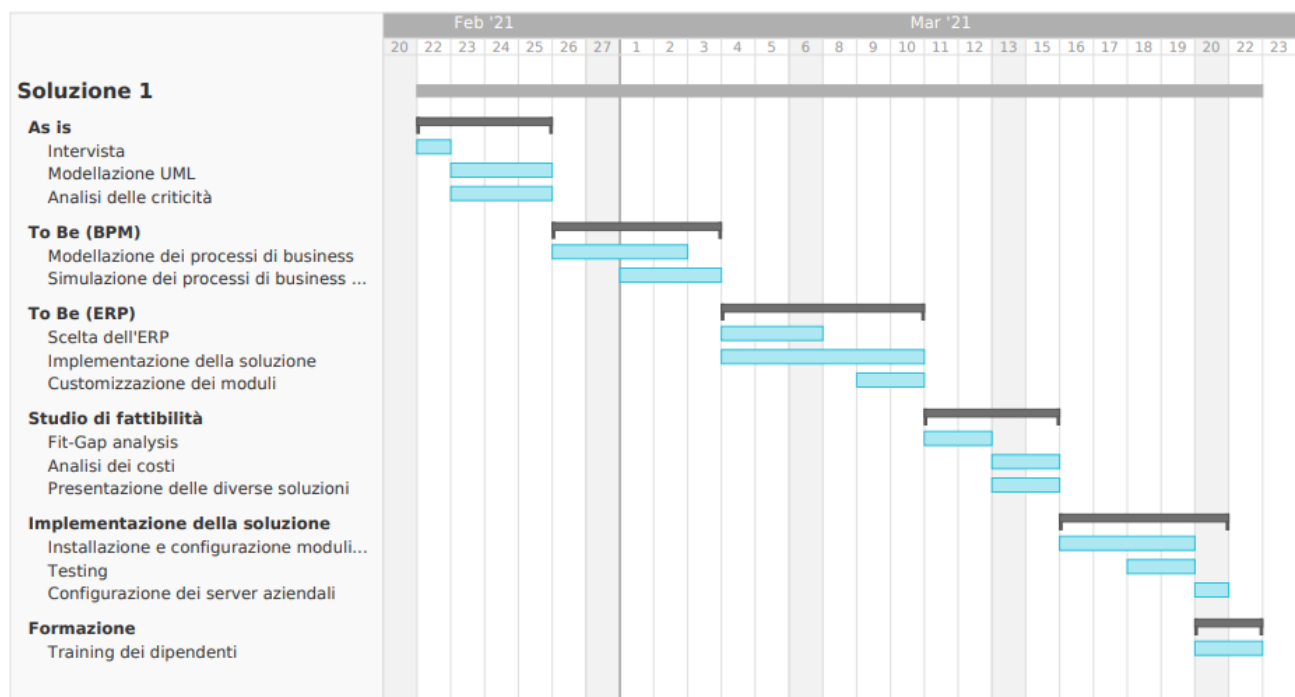 Feb '21 Mar '21
20 22 23 24 25 26 27 1 2 3 4 5 6 8 9 10 11 12 13 15 16 17 18 19 20 22 23
Soluzione 1
As is
Intervista
Modellazione UML
Analisi delle criticità
To Be (BPM)
Modellazione dei processi di business
Simulazione dei processi di business ...
To Be (ERP)
Scelta dell'ERP
Implementazione della soluzione
Customizzazione dei moduli
Studio di fattibilità
Fit-Gap analysis
Analisi dei costi
Presentazione delle diverse soluzioni
Implementazione della soluzione
Installazione e configurazione moduli...
Testing
Configurazione dei server aziendali
Formazione
Training dei dipendenti